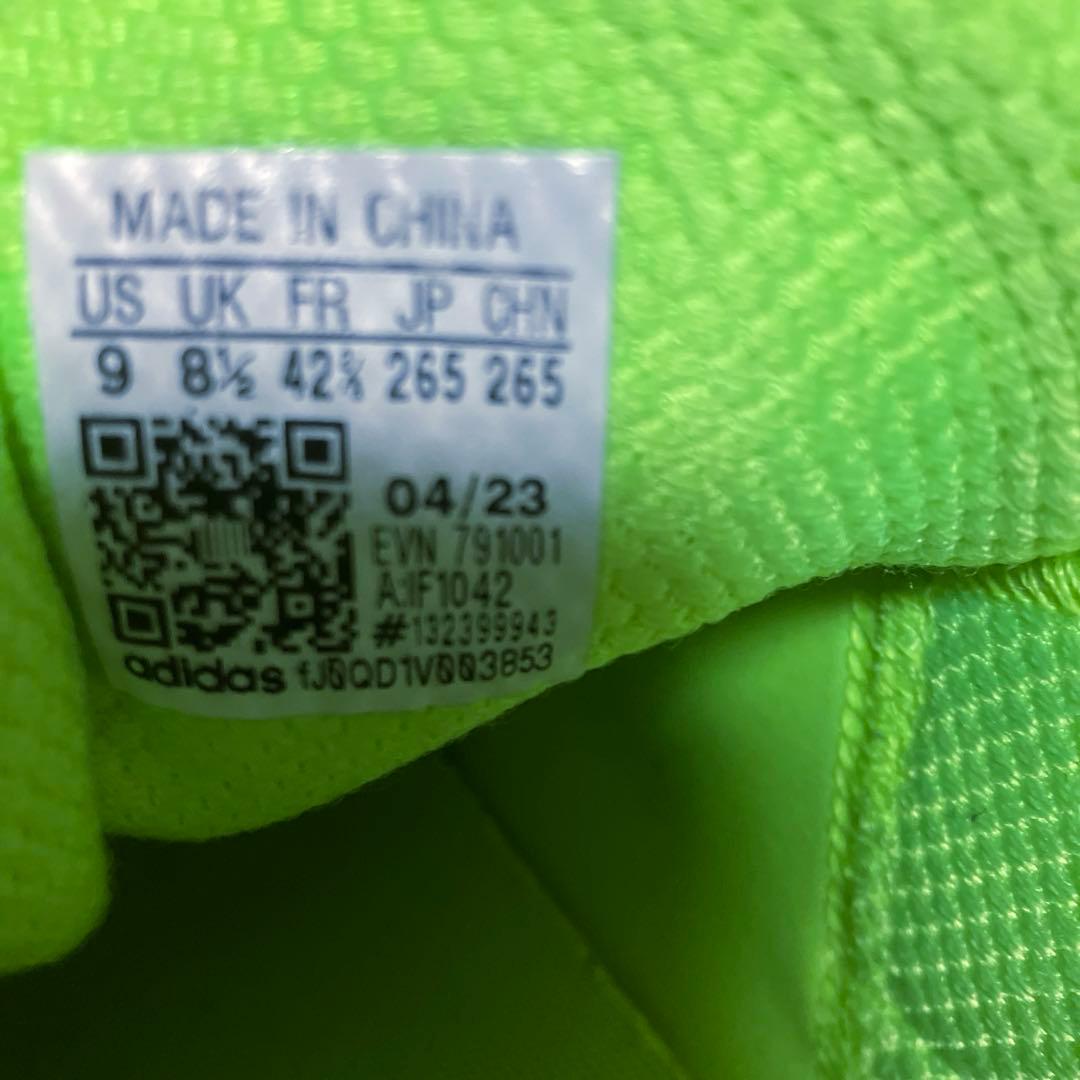 MADE IN CHINA
US UK FR JP CHN
9 8½ 42⅔ 265 265
04/23
EVN 791001
A:IF1042
#132399943
adidas fJ0QD1V003853